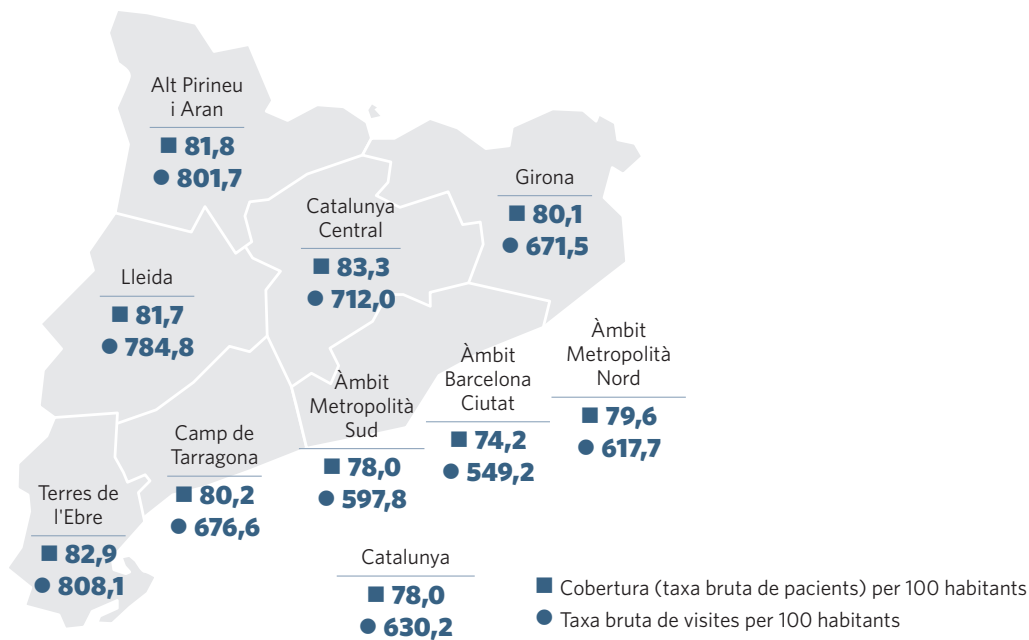 Alt Pirineu
i Aran
■ 81,8
● 801,7
Girona
■ 80,1
● 671,5
Catalunya
Central
■ 83,3
● 712,0
Lleida
■ 81,7
● 784,8
Àmbit
Metropolità
Nord
■ 79,6
● 617,7
Àmbit
Barcelona
Ciutat
■ 74,2
● 549,2
Àmbit
Metropolità
Sud
■ 78,0
● 597,8
Camp de
Tarragona
■ 80,2
● 676,6
Terres de
l'Ebre
■ 82,9
● 808,1
Catalunya
■ 78,0
● 630,2
■ Cobertura (taxa bruta de pacients) per 100 habitants
● Taxa bruta de visites per 100 habitants